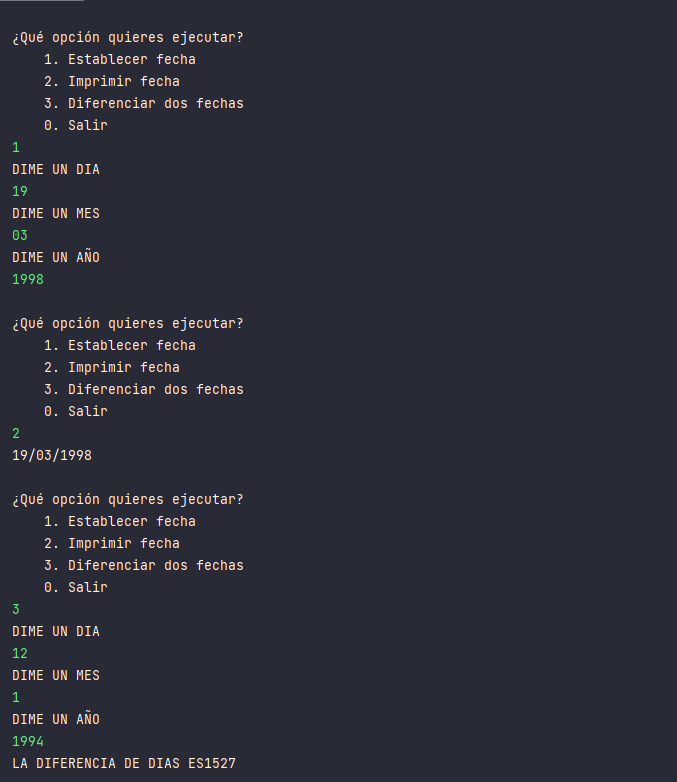 ¿Qué opción quieres ejecutar?
1. Establecer fecha
2. Imprimir fecha
3. Diferenciar dos fechas
0. Salir
1
DIME UN DIA
19
DIME UN MES
03
DIME UN AÑO
1998
¿Qué opción quieres ejecutar?
1. Establecer fecha
2. Imprimir fecha
3. Diferenciar dos fechas
0. Salir
2
19/03/1998
¿Qué opción quieres ejecutar?
1. Establecer fecha
2. Imprimir fecha
3. Diferenciar dos fechas
0. Salir
3
DIME UN DIA
12
DIME UN MES
1
DIME UN AÑO
1994
LA DIFERENCIA DE DIAS ES1527